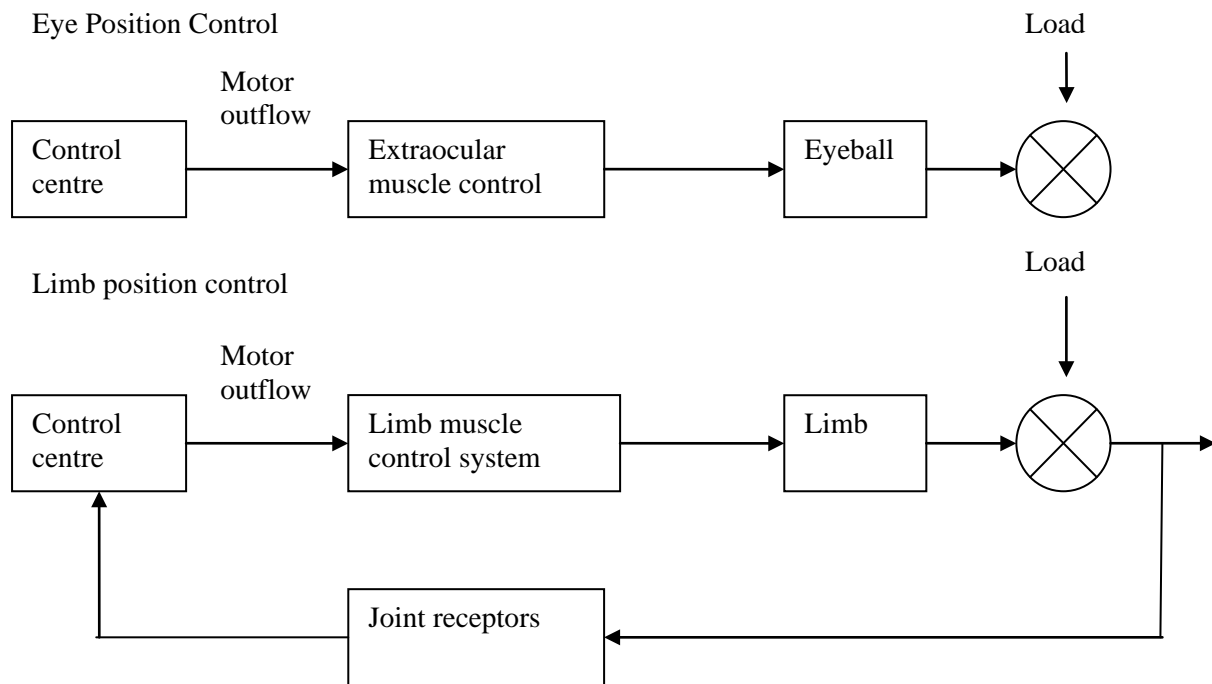 Eye Position Control
Load
Motor
outflow
Control
centre
Extraocular
muscle control
Eyeball
Load
Limb position control
Motor
outflow
Control
centre
Limb muscle
control system
Limb
Joint receptors